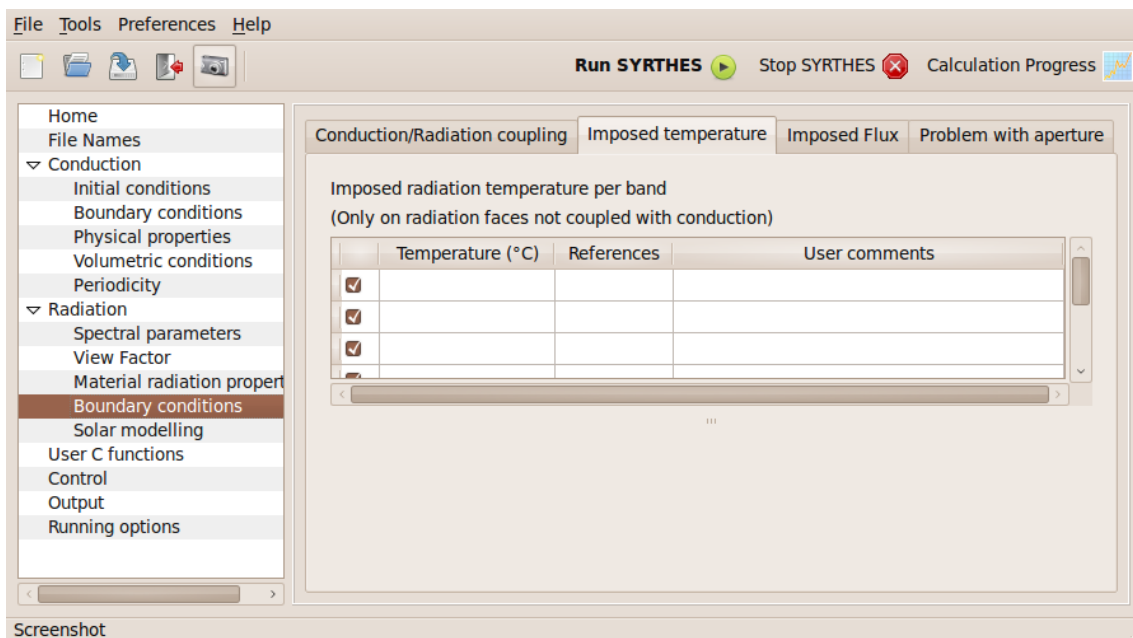 File Tools Preferences Help
Run SYRTHES Stop SYRTHES Calculation Progress
Home
File Names
Conduction
Initial conditions
Boundary conditions
Physical properties
Volumetric conditions
Periodicity
Radiation
Spectral parameters
View Factor
Material radiation propert
Boundary conditions
Solar modelling
User C functions
Control
Output
Running options
Conduction/Radiation coupling Imposed temperature Imposed Flux Problem with aperture
Imposed radiation temperature per band
(Only on radiation faces not coupled with conduction)
Temperature (°C) References User comments
Screenshot